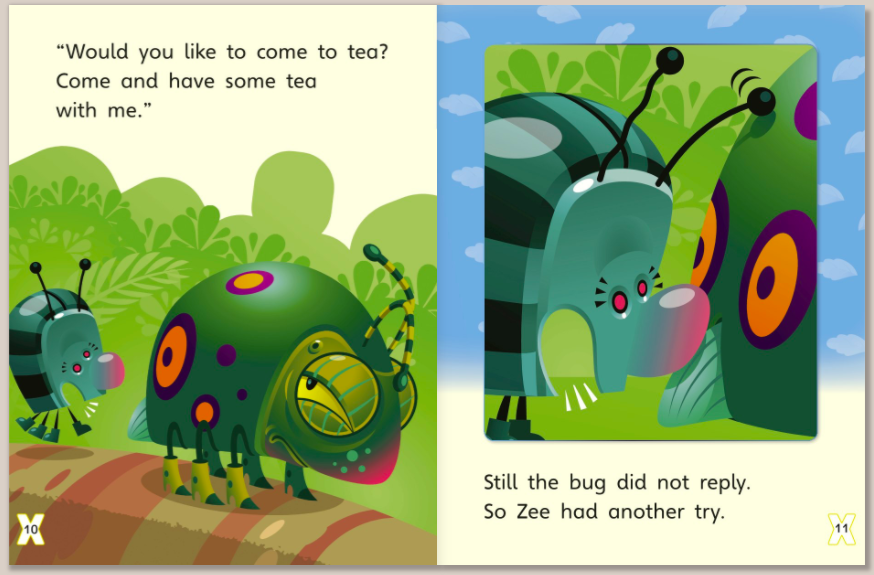 “Would you like to come to tea?
Come and have some tea
with me.”
10
Still the bug did not reply.
So Zee had another try.
11